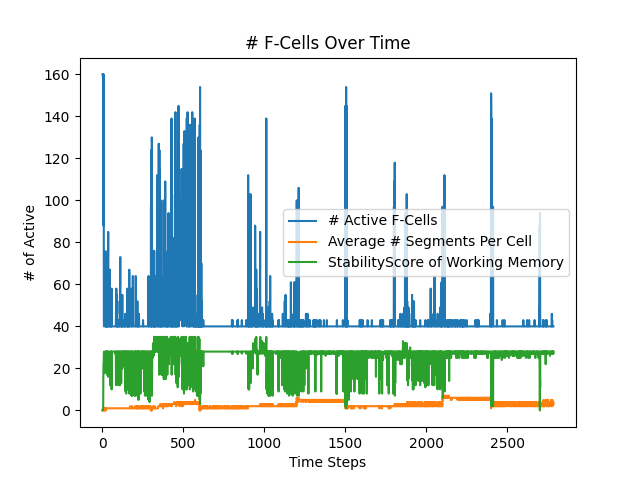 # F-Cells Over Time
160
140
120
100
80
60
40
20
0
# of Active
# Active F-Cells
Average # Segments Per Cell
StabilityScore of Working Memory
0 500 1000 1500 2000 2500
Time Steps